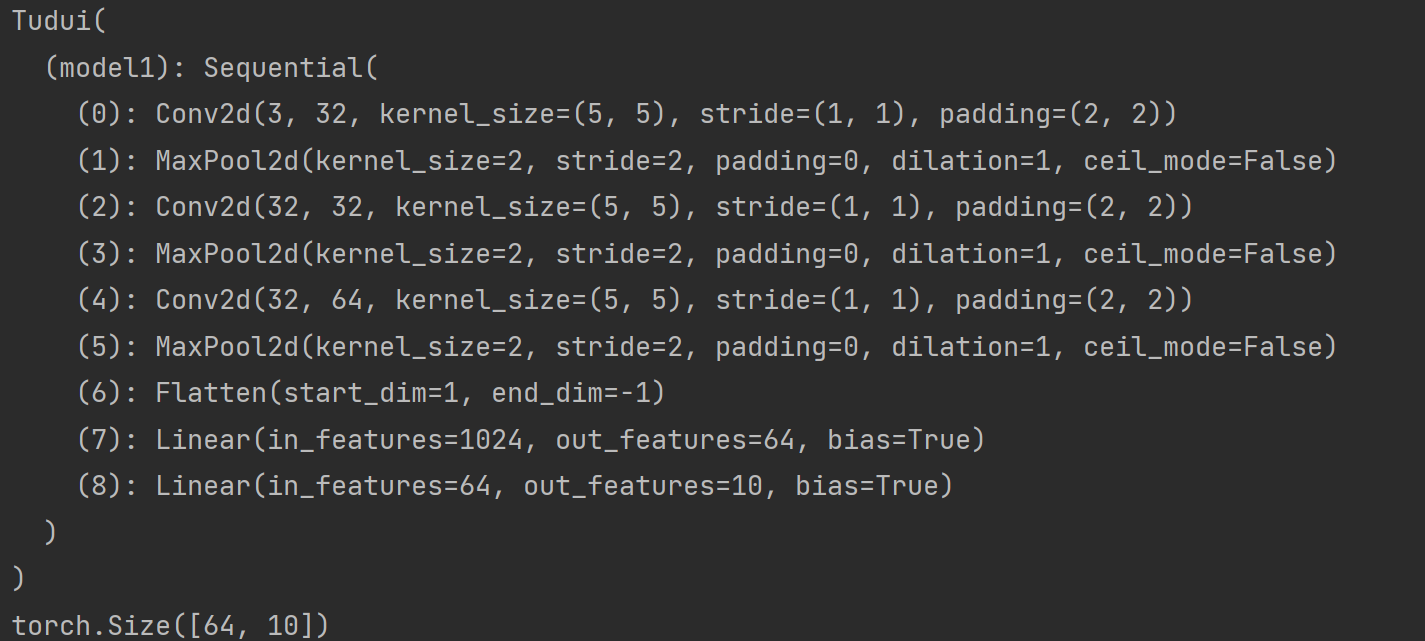 Tudui(
  (model1): Sequential(
    (0): Conv2d(3, 32, kernel_size=(5, 5), stride=(1, 1), padding=(2, 2))
    (1): MaxPool2d(kernel_size=2, stride=2, padding=0, dilation=1, ceil_mode=False)
    (2): Conv2d(32, 32, kernel_size=(5, 5), stride=(1, 1), padding=(2, 2))
    (3): MaxPool2d(kernel_size=2, stride=2, padding=0, dilation=1, ceil_mode=False)
    (4): Conv2d(32, 64, kernel_size=(5, 5), stride=(1, 1), padding=(2, 2))
    (5): MaxPool2d(kernel_size=2, stride=2, padding=0, dilation=1, ceil_mode=False)
    (6): Flatten(start_dim=1, end_dim=-1)
    (7): Linear(in_features=1024, out_features=64, bias=True)
    (8): Linear(in_features=64, out_features=10, bias=True)
  )
)
torch.Size([64, 10])